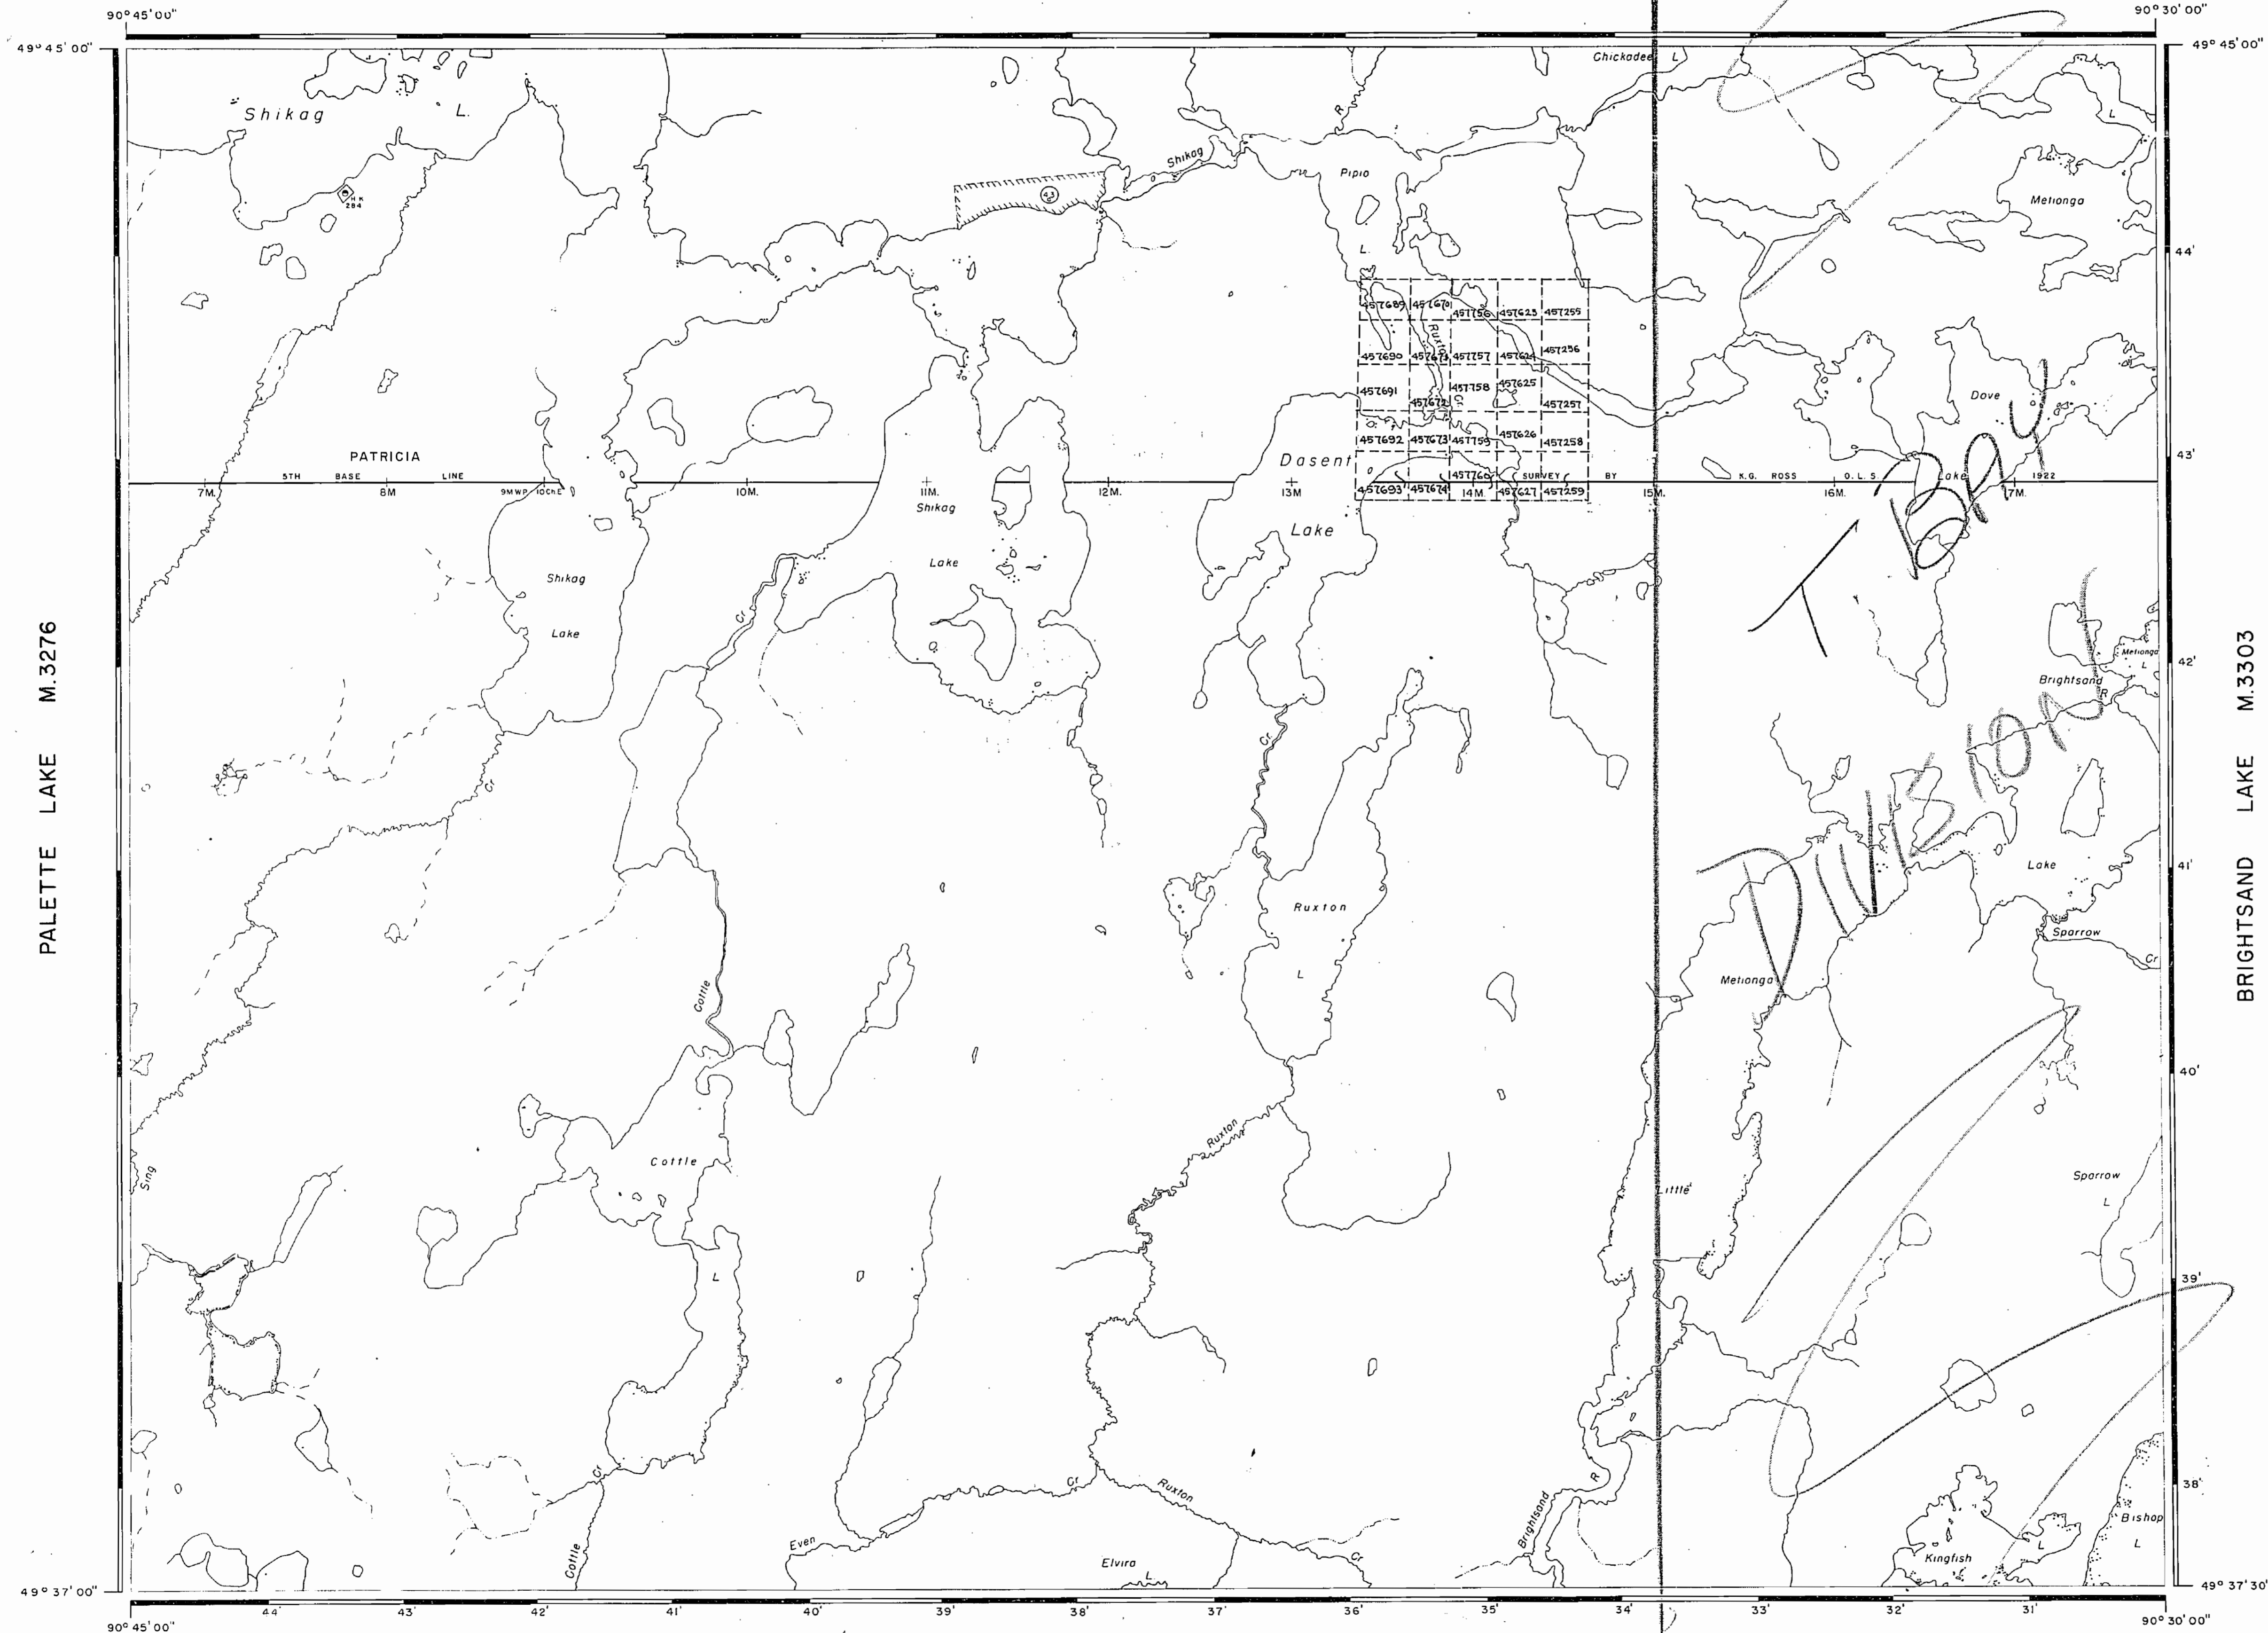 90° 45' 00"
90° 30' 00"
49° 45' 00"
49° 45' 00"
Chickadee L
Shikag L.
R
L
Shikag
Pipio
L
HK
284
43
Metionga
44'
457689 457670 457756 457623 457255
457690 457671 457757 457624 457256
Ruxton
Cr
457691 457672 457758 457625 457257
457692 457673 457759 457626 457258
457693 457674 457760 457627 457259
Dove
Lake
PATRICIA
5TH BASE LINE
SURVEY BY K.G. ROSS O.L.S. 1922
7M. 8M 9M WP 10Ch E 10M. 11M. 12M. 13M 14M. 15M. 16M. 17M.
43'
Dasent
Lake
Shikag
Lake
Shikag
Lake
Cr
T BAY
DIVISION
PALETTE LAKE M.3276
BRIGHTSAND LAKE M.3303
42'
Metionga
L
Brightsand
R
Cr
Cr
41'
Lake
Ruxton
L
Sparrow
Cr
Metionga
Cottle
40'
Ruxton
Sing
Cottle
L
Little
Sparrow
L
39'
Cr
Cr
Ruxton
R
Brightsand
38'
Bishop
L
Cottle
Even
Elvira
L
Cr
Kingfish
L
49° 37' 00"
49° 37' 30"
44' 43' 42' 41' 40' 39' 38' 37' 36' 35' 34' 33' 32' 31'
90° 45' 00"
90° 30' 00"